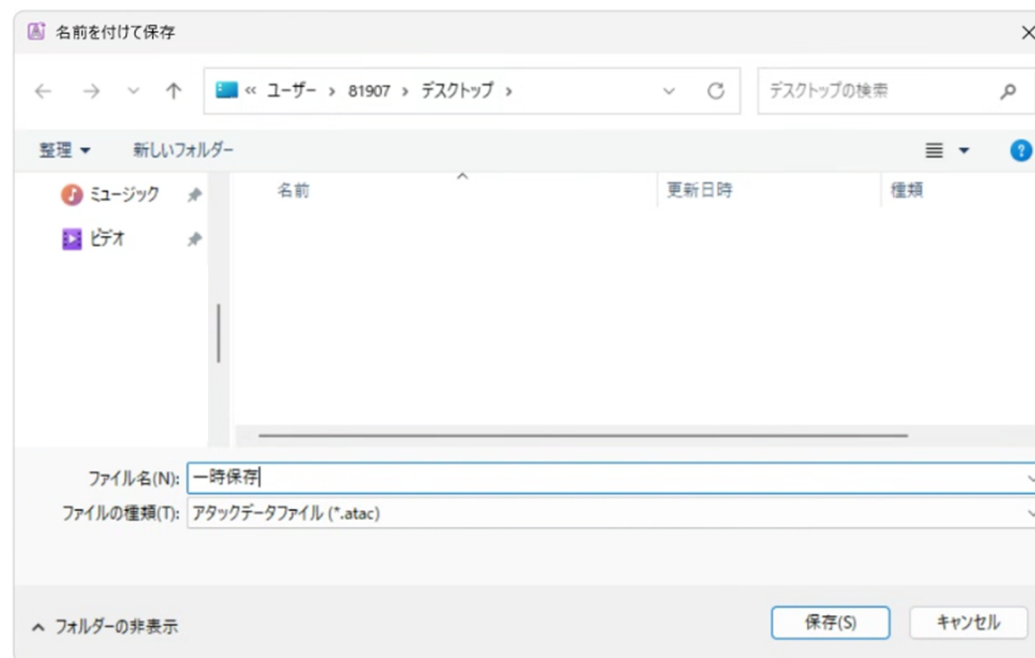 名前を付けて保存
« ユーザー › 81907 › デスクトップ ›
デスクトップの検索
整理 新しいフォルダー
ミュージック
ビデオ
名前 更新日時 種類
ファイル名(N): 一時保存
ファイルの種類(T): アタックデータファイル (*.atac)
フォルダーの非表示
保存(S) キャンセル